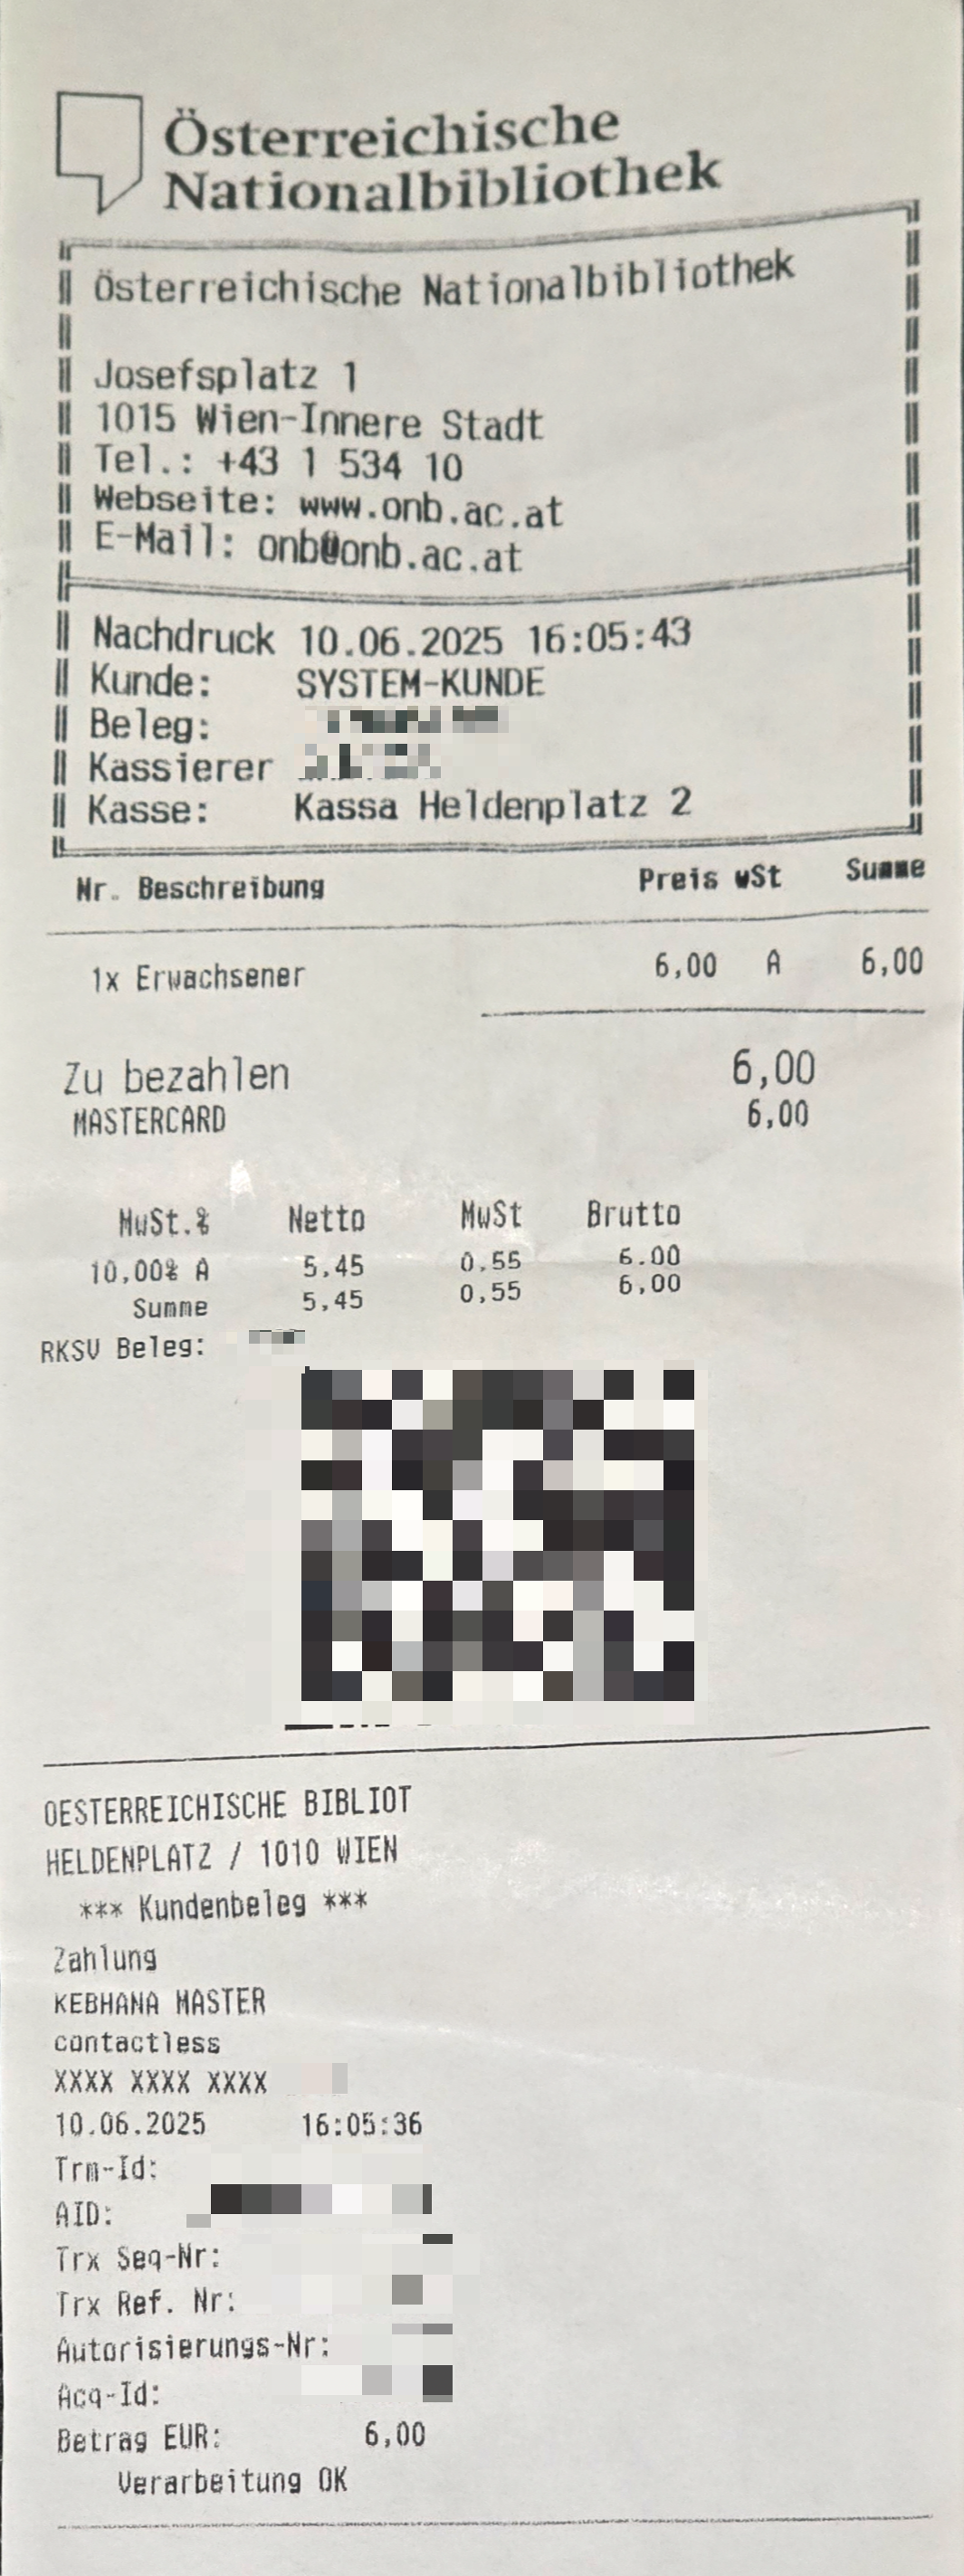 Österreichische
Nationalbibliothek
Österreichische Nationalbibliothek
Josefsplatz 1
1015 Wien-Innere Stadt
Tel.: +43 1 534 10
Webseite: www.onb.ac.at
E-Mail: onb@onb.ac.at
Nachdruck 10.06.2025 16:05:43
Kunde: SYSTEM-KUNDE
Beleg:
Kassierer
Kasse: Kassa Heldenplatz 2
Nr. Beschreibung Preis wSt Summe
1x Erwachsener 6,00 A 6,00
Zu bezahlen 6,00
MASTERCARD 6,00
MwSt.% Netto MwSt Brutto
10,00% A 5,45 0,55 6.00
Summe 5,45 0,55 6,00
RKSV Beleg:
OESTERREICHISCHE BIBLIOT
HELDENPLATZ / 1010 WIEN
*** Kundenbeleg ***
Zahlung
KEBHANA MASTER
contactless
XXXX XXXX XXXX
10.06.2025 16:05:36
Trm-Id:
AID:
Trx Seq-Nr:
Trx Ref. Nr:
Autorisierungs-Nr:
Acq-Id:
Betrag EUR: 6,00
Verarbeitung OK